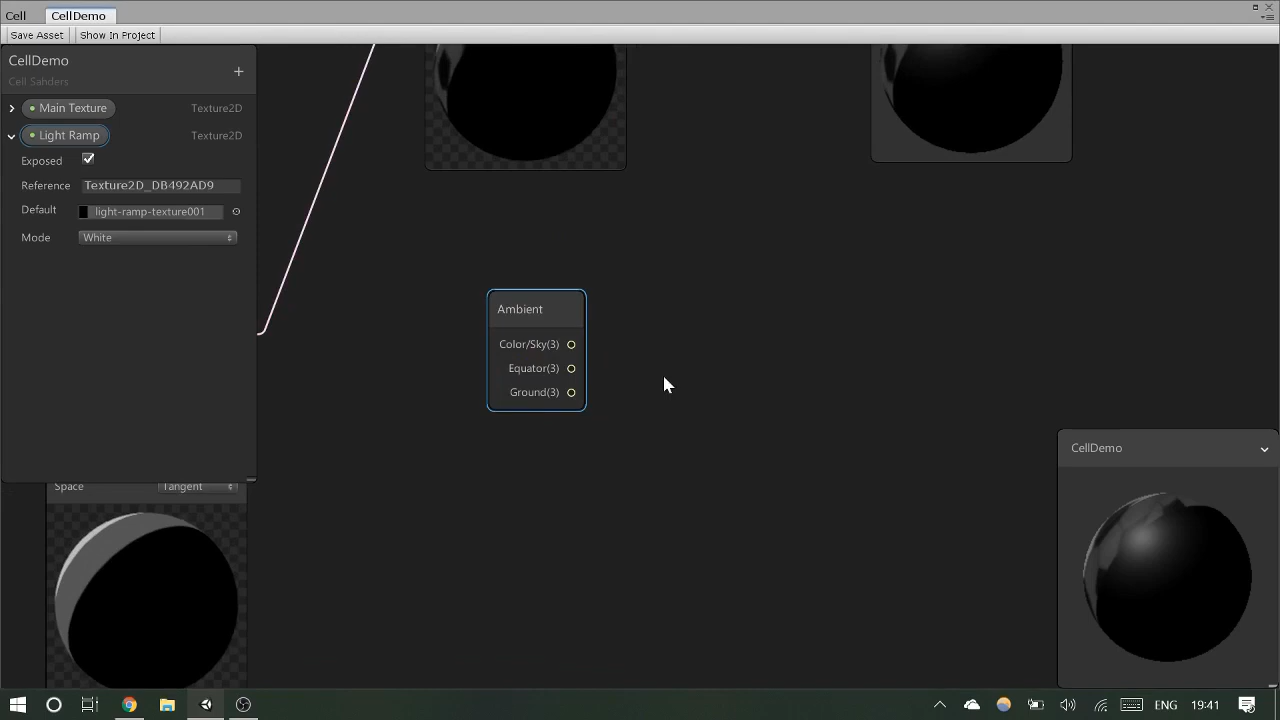 Cell CellDemo
Save Asset Show In Project
CellDemo
Cell Sahders
Main Texture Texture2D
Light Ramp Texture2D
Exposed
Reference Texture2D_DB492AD9
Default light-ramp-texture001
Mode White
Ambient
Color/Sky(3)
Equator(3)
Ground(3)
CellDemo
Space Tangent
ENG 19:41